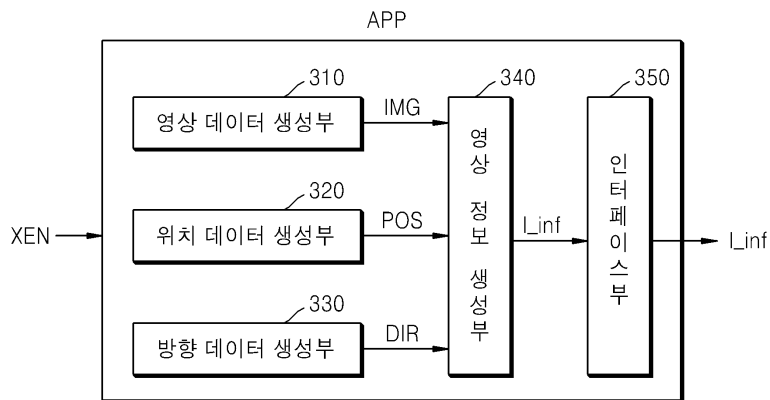 APP
310
영상 데이터 생성부
IMG
320
위치 데이터 생성부
POS
330
방향 데이터 생성부
DIR
340
영상 정보 생성부
350
인터페이스부
XEN
I_inf
I_inf